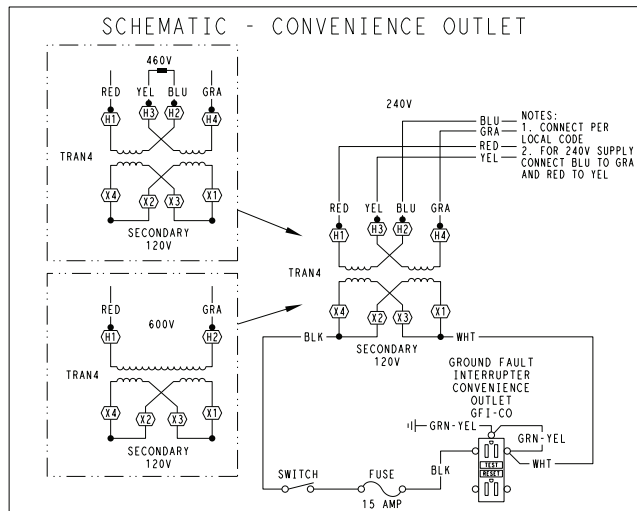 SCHEMATIC - CONVENIENCE OUTLET
460V
RED YEL BLU GRA
H1 H3 H2 H4
TRAN4
X4 X2 X3 X1
SECONDARY
120V
RED GRA
600V
H1 H2
TRAN4
X4 X2 X3 X1
SECONDARY
120V
240V
BLU
GRA
RED
YEL
NOTES:
1. CONNECT PER
LOCAL CODE
2. FOR 240V SUPPLY
CONNECT BLU TO GRA
AND RED TO YEL
RED YEL BLU GRA
H1 H3 H2 H4
TRAN4
X4 X2 X3 X1
BLK WHT
SECONDARY
120V
GROUND FAULT
INTERRUPTER
CONVENIENCE
OUTLET
GFI-CO
GRN-YEL
GRN-YEL
WHT
TEST
RESET
BLK
SWITCH FUSE
15 AMP